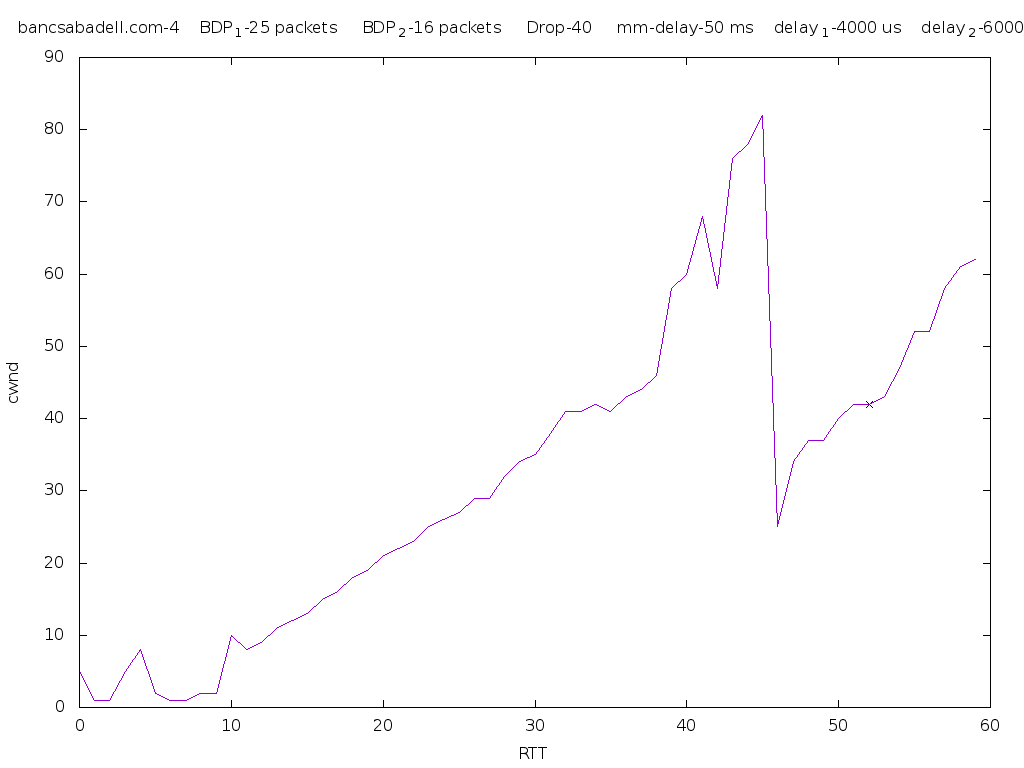 bancsabadell.com-4 BDP1-25 packets BDP2-16 packets Drop-40 mm-delay-50 ms delay1-4000 us delay2-6000
90
80
70
60
50
40
30
20
10
0
cwnd
0 10 20 30 40 50 60
RTT